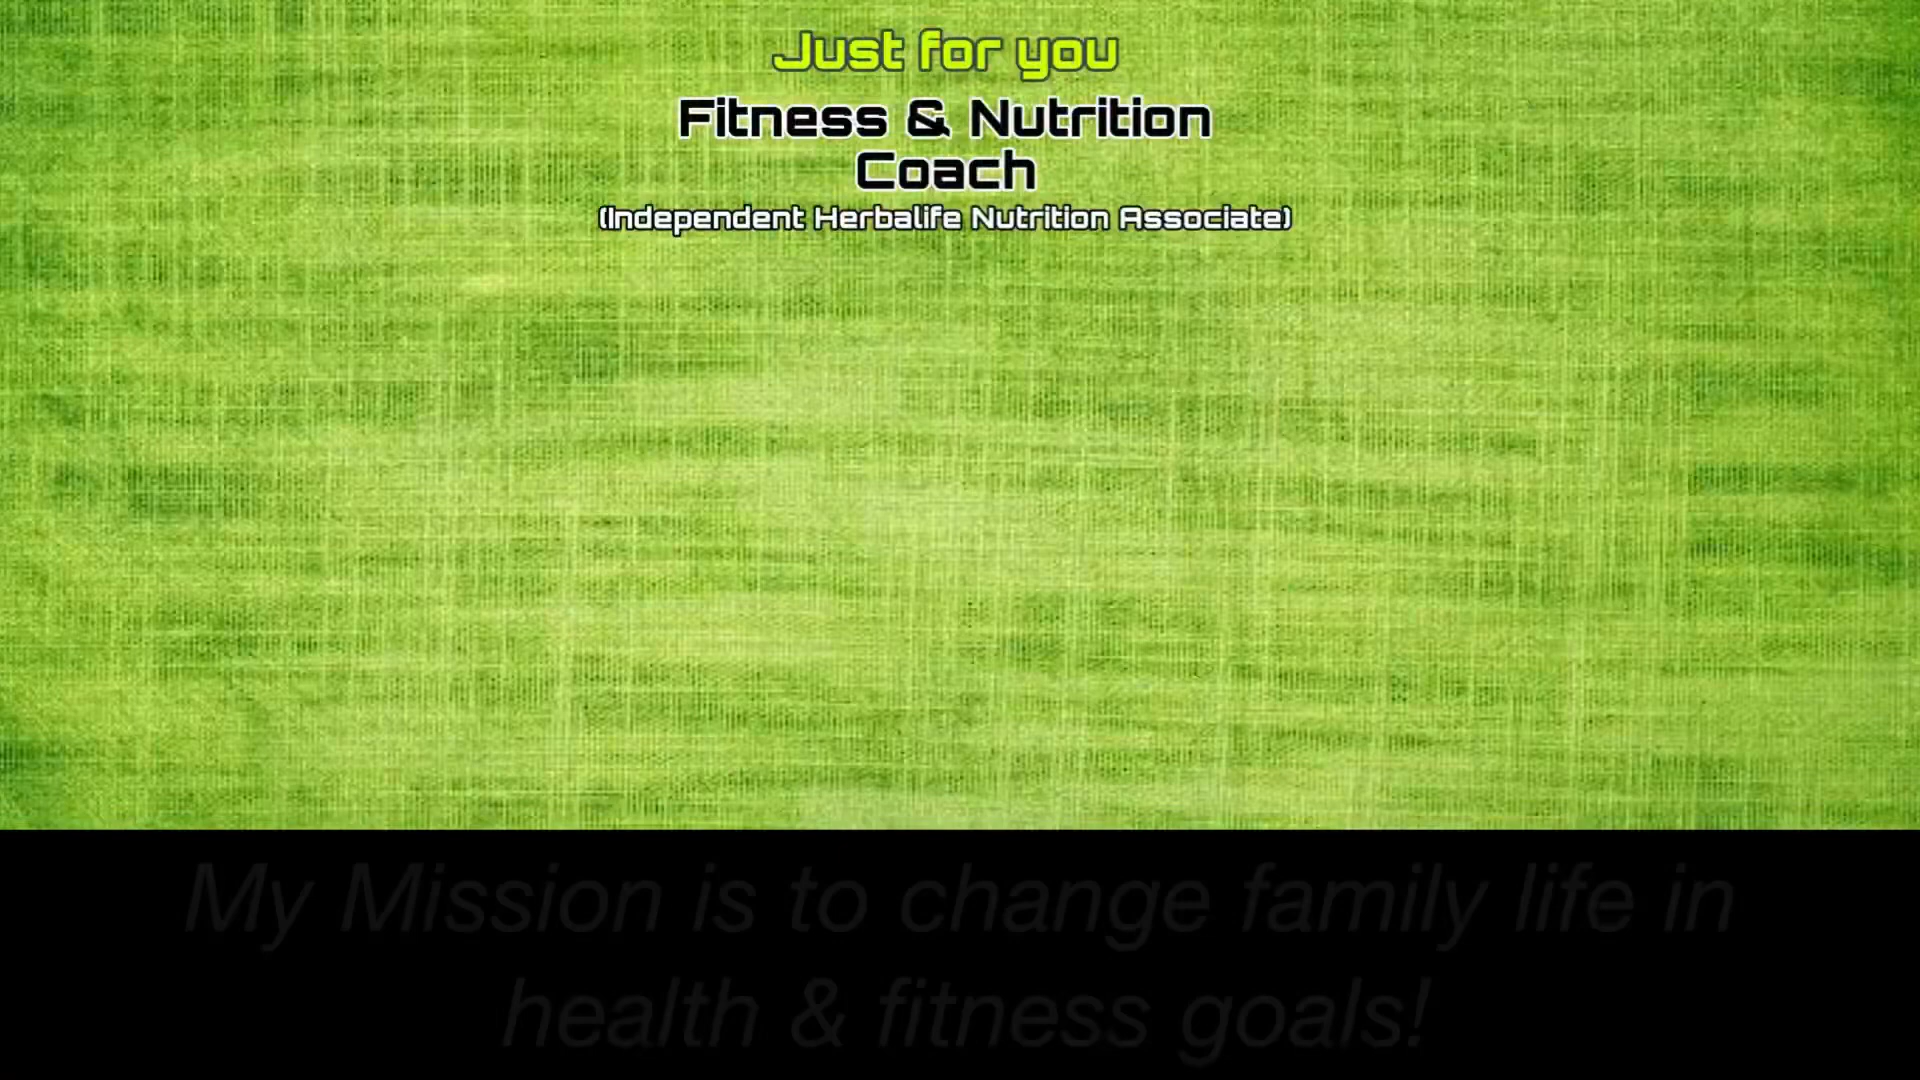 Just for you
Fitness & Nutrition
Coach
(Independent Herbalife Nutrition Associate)
My Mission is to change family life in
health & fitness goals!